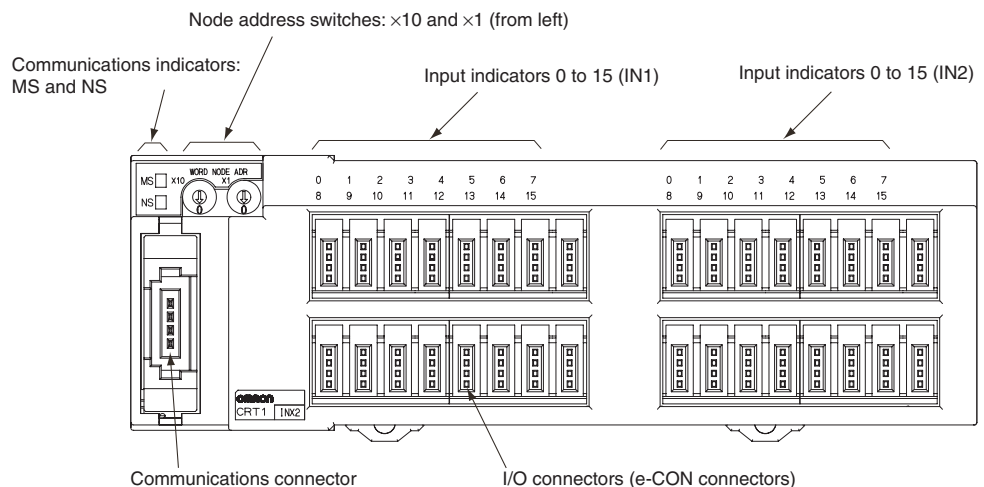 Node address switches: ×10 and ×1 (from left)
Communications indicators:
MS and NS
Input indicators 0 to 15 (IN1)
Input indicators 0 to 15 (IN2)
WORD NODE ADR
MS x10 X1
NS
0 1 2 3 4 5 6 7
8 9 10 11 12 13 14 15
0 1 2 3 4 5 6 7
8 9 10 11 12 13 14 15
OMRON
CRT1 INX2
Communications connector
I/O connectors (e-CON connectors)